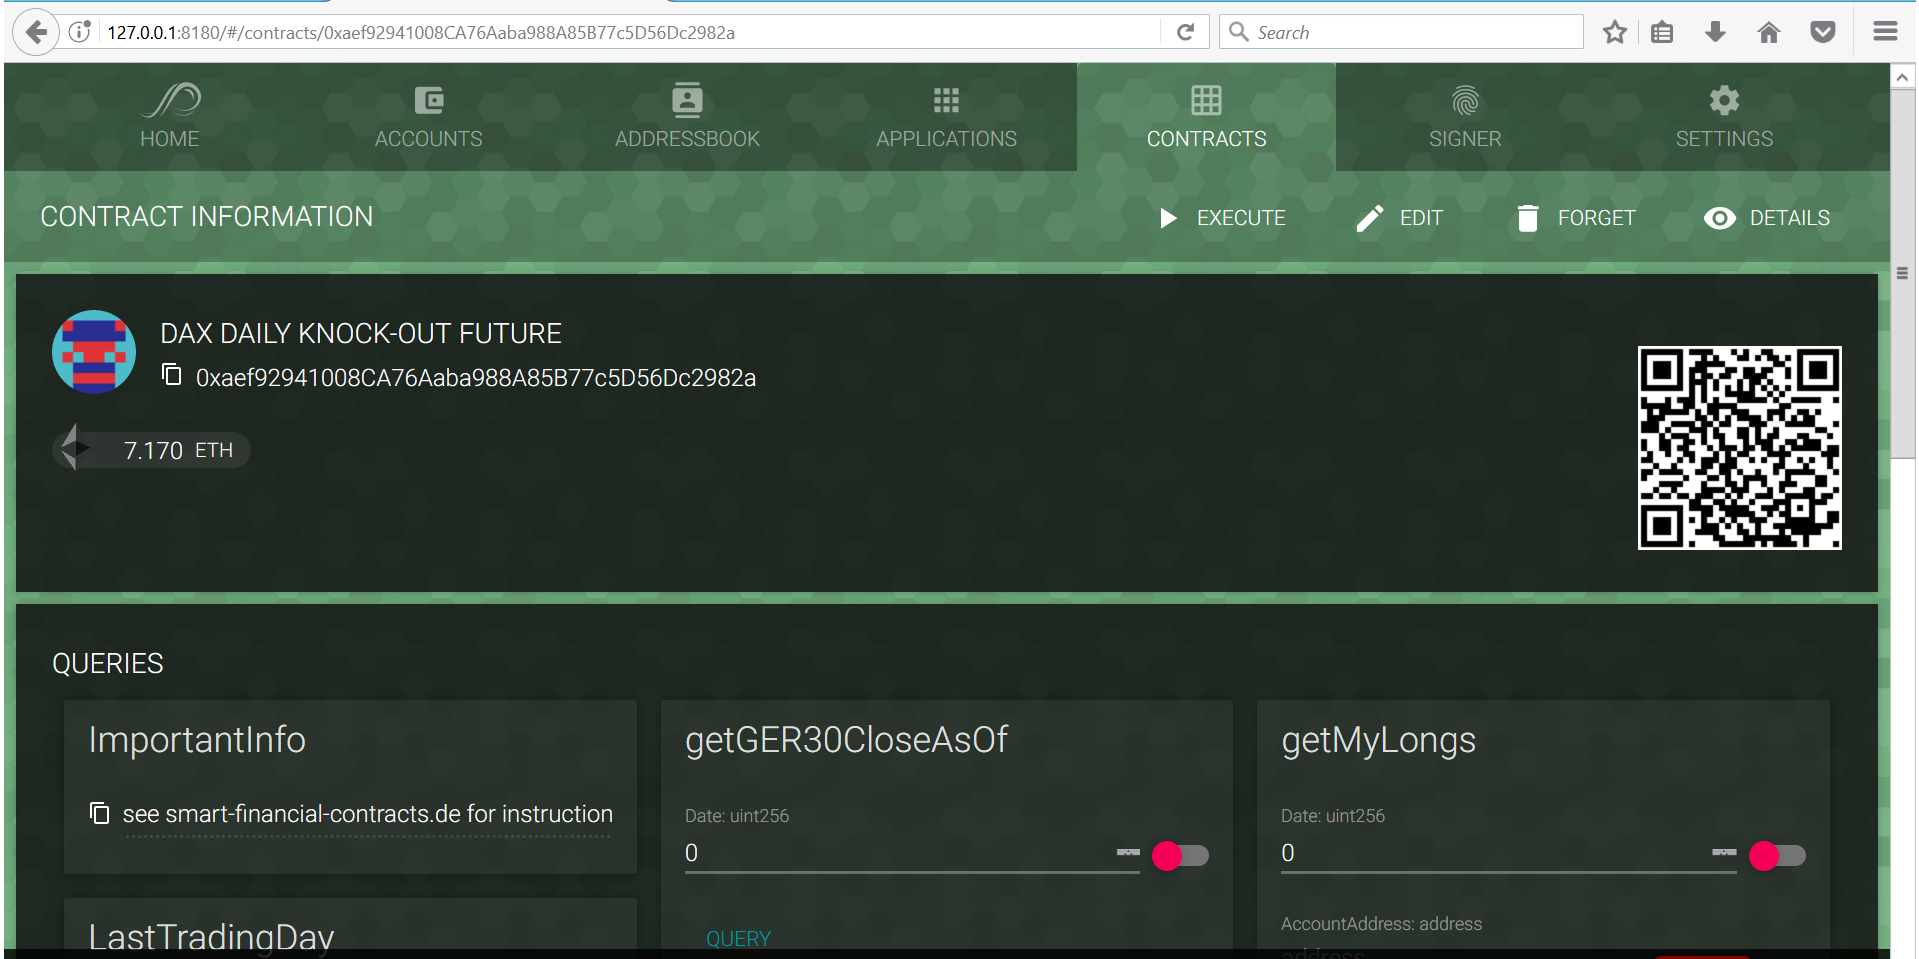 127.0.0.1:8180/#/contracts/0xaef92941008CA76Aaba988A85B77c5D56Dc2982a
Search
HOME
ACCOUNTS
ADDRESSBOOK
APPLICATIONS
CONTRACTS
SIGNER
SETTINGS
CONTRACT INFORMATION
EXECUTE
EDIT
FORGET
DETAILS
DAX DAILY KNOCK-OUT FUTURE
0xaef92941008CA76Aaba988A85B77c5D56Dc2982a
7.170 ETH
QUERIES
ImportantInfo
see smart-financial-contracts.de for instruction
LastTradingDay
getGER30CloseAsOf
Date: uint256
0
QUERY
getMyLongs
Date: uint256
0
AccountAddress: address
address